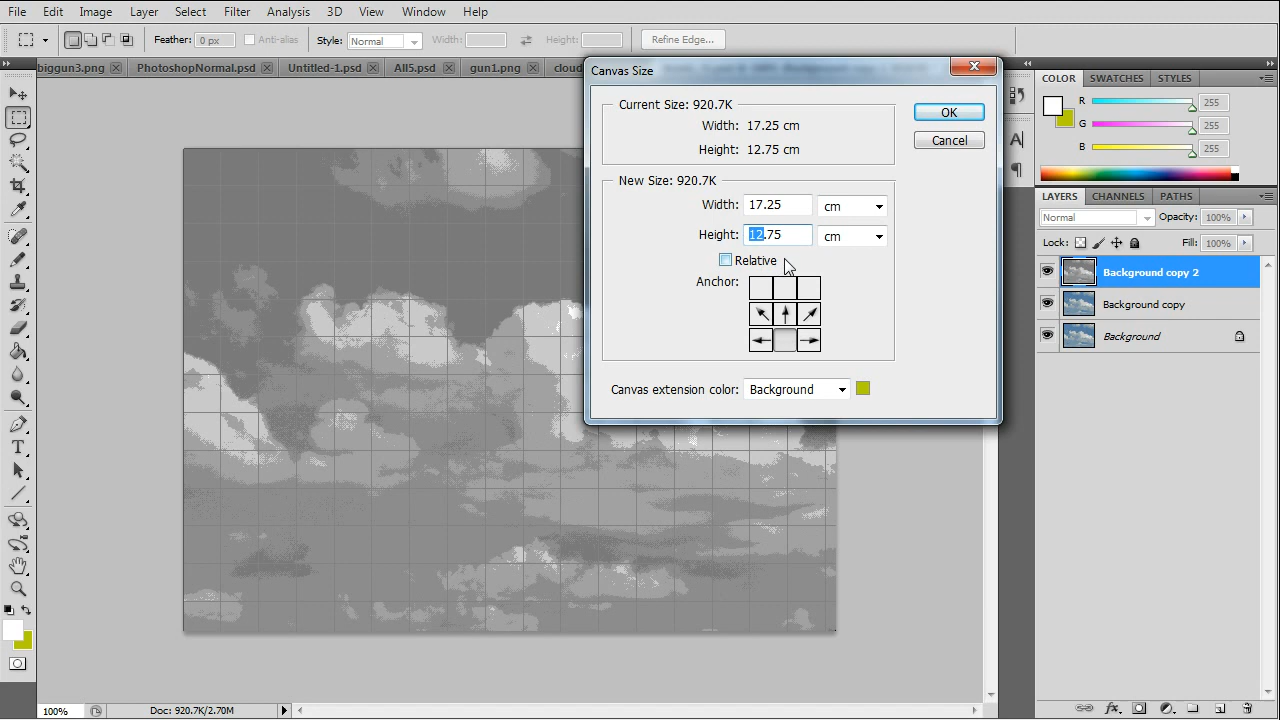 File Edit Image Layer Select Filter Analysis 3D View Window Help
Feather: 0 px Anti-alias Style: Normal Width: Height: Refine Edge...
biggun3.png PhotoshopNormal.psd Untitled-1.psd All5.psd gun1.png cloud
Canvas Size
Current Size: 920.7K
Width: 17.25 cm
Height: 12.75 cm
OK
Cancel
New Size: 920.7K
Width: 17.25 cm
Height: 12.75 cm
Relative
Anchor:
Canvas extension color: Background
COLOR SWATCHES STYLES
R 255
G 255
B 255
LAYERS CHANNELS PATHS
Normal Opacity: 100%
Lock: Fill: 100%
Background copy 2
Background copy
Background
100% Doc: 920.7K/2.70M